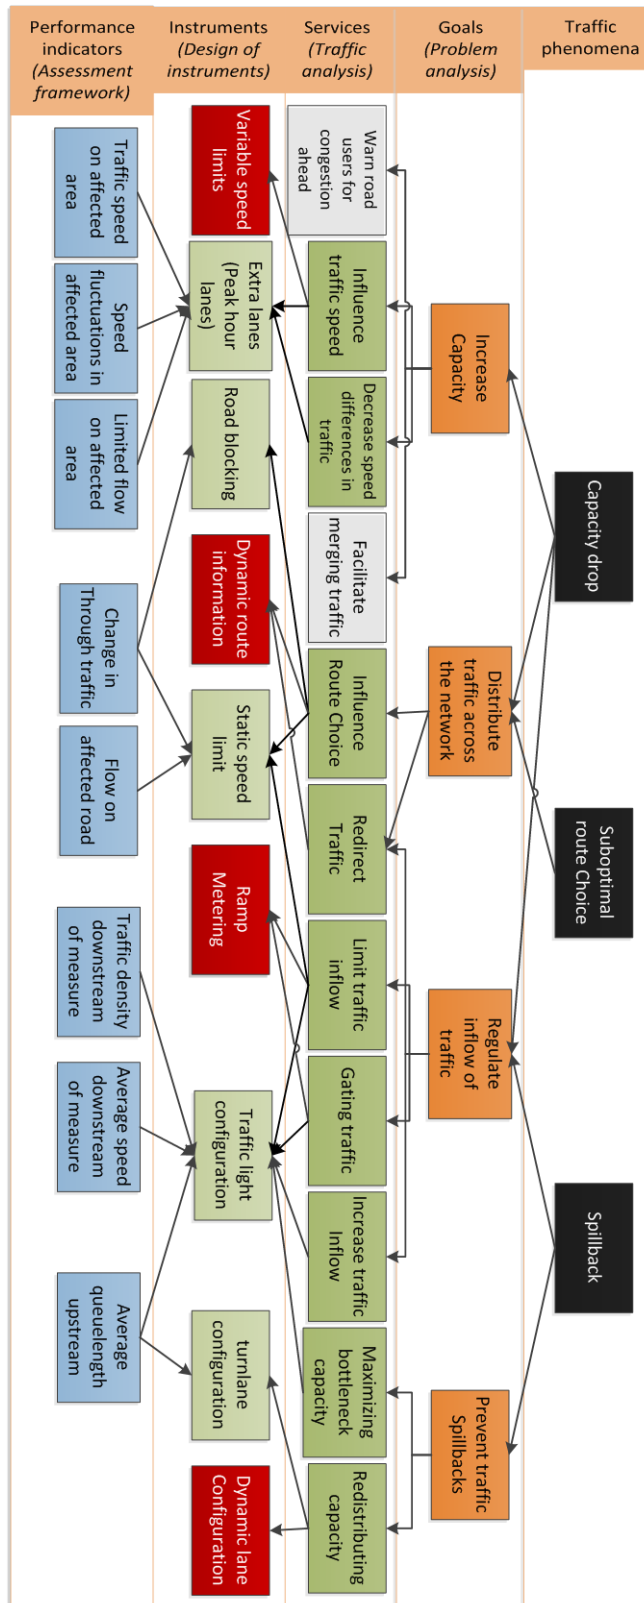 Traffic
phenomena
Capacity drop
Suboptimal
route Choice
Spillback
Goals
(Problem
analysis)
Increase
Capacity
Distribute
traffic across
the network
Regulate
inflow of
traffic
Prevent traffic
Spillbacks
Services
(Traffic
analysis)
Warn road
users for
congestion
ahead
Influence
traffic speed
Decrease speed
differences in
traffic
Facilitate
merging traffic
Influence
Route Choice
Redirect
Traffic
Limit traffic
inflow
Gating traffic
Increase traffic
Inflow
Maximizing
bottleneck
capacity
Redistributing
capacity
Instruments
(Design of
instruments)
Variable speed
limits
Extra lanes
(Peak hour
lanes)
Road blocking
Dynamic route
information
Static speed
limit
Ramp
Metering
Traffic light
configuration
turnlane
configuration
Dynamic lane
Configuration
Performance
indicators
(Assessment
framework)
Traffic speed
on affected
area
Speed
fluctuations in
affected area
Limited flow
on affected
area
Change in
Through traffic
Flow on
affected road
Traffic density
downstream
of measure
Average speed
downstream
of measure
Average
queuelength
upstream